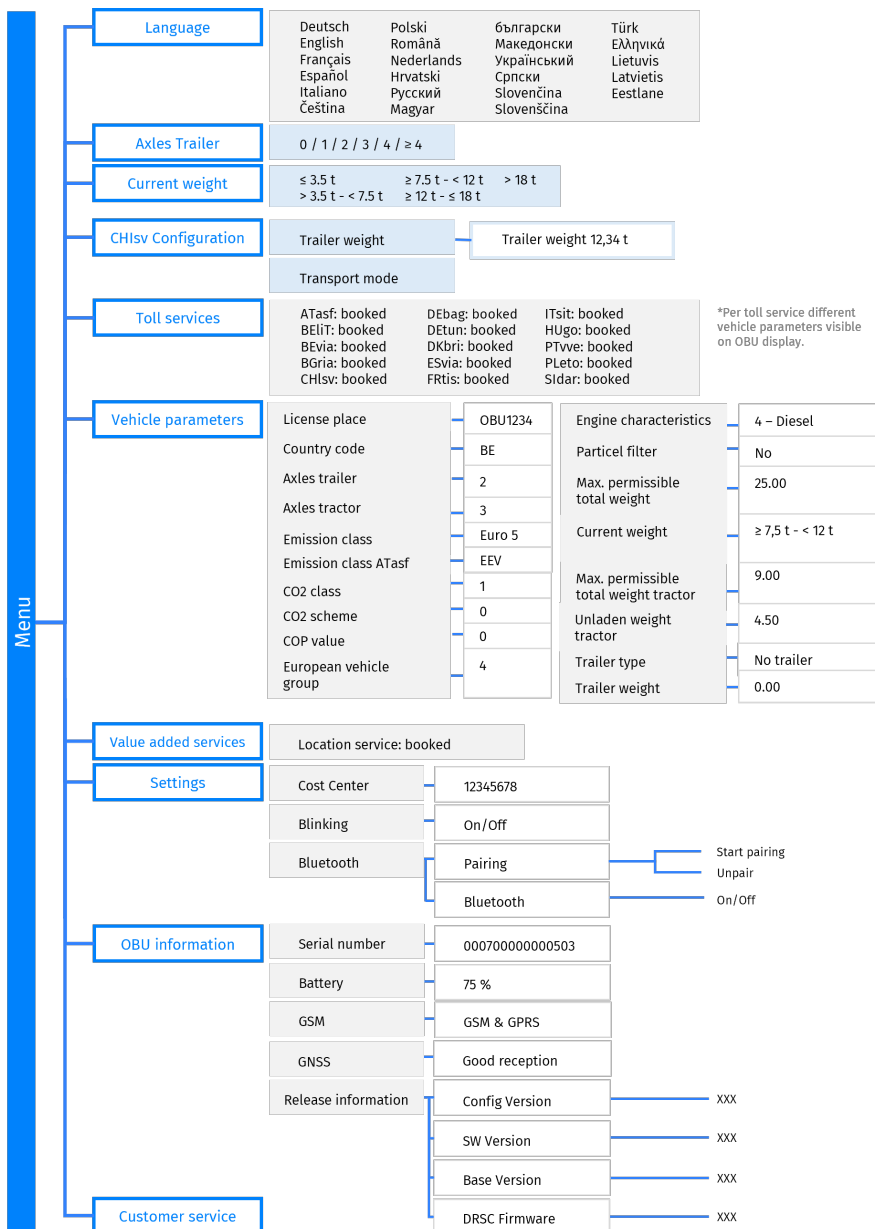 Menu
Language
Deutsch
English
Français
Español
Italiano
Čeština
Polski
Română
Nederlands
Hrvatski
Русский
Magyar
български
Македонски
Український
Српски
Slovenčina
Slovenščina
Türk
Ελληνικά
Lietuvis
Latvietis
Eestlane
Axles Trailer
0 / 1 / 2 / 3 / 4 / ≥ 4
Current weight
≤ 3.5 t
> 3.5 t - < 7.5 t
≥ 7.5 t - < 12 t
≥ 12 t - ≤ 18 t
> 18 t
CHIsv Configuration
Trailer weight
Trailer weight 12,34 t
Transport mode
Toll services
ATasf: booked
BEliT: booked
BEvia: booked
BGria: booked
CHlsv: booked
DEbag: booked
DEtun: booked
DKbri: booked
ESvia: booked
FRtis: booked
ITsit: booked
HUgo: booked
PTvve: booked
PLeto: booked
SIdar: booked
*Per toll service different
vehicle parameters visible
on OBU display.
Vehicle parameters
License place
OBU1234
Country code
BE
Axles trailer
2
Axles tractor
3
Emission class
Euro 5
Emission class ATasf
EEV
CO2 class
1
CO2 scheme
0
COP value
0
European vehicle
group
4
Engine characteristics
4 – Diesel
Particel filter
No
Max. permissible
total weight
25.00
Current weight
≥ 7,5 t - < 12 t
Max. permissible
total weight tractor
9.00
Unladen weight
tractor
4.50
Trailer type
No trailer
Trailer weight
0.00
Value added services
Location service: booked
Settings
Cost Center
12345678
Blinking
On/Off
Bluetooth
Pairing
Start pairing
Unpair
Bluetooth
On/Off
OBU information
Serial number
000700000000503
Battery
75 %
GSM
GSM & GPRS
GNSS
Good reception
Release information
Config Version
XXX
SW Version
XXX
Base Version
XXX
DRSC Firmware
XXX
Customer service